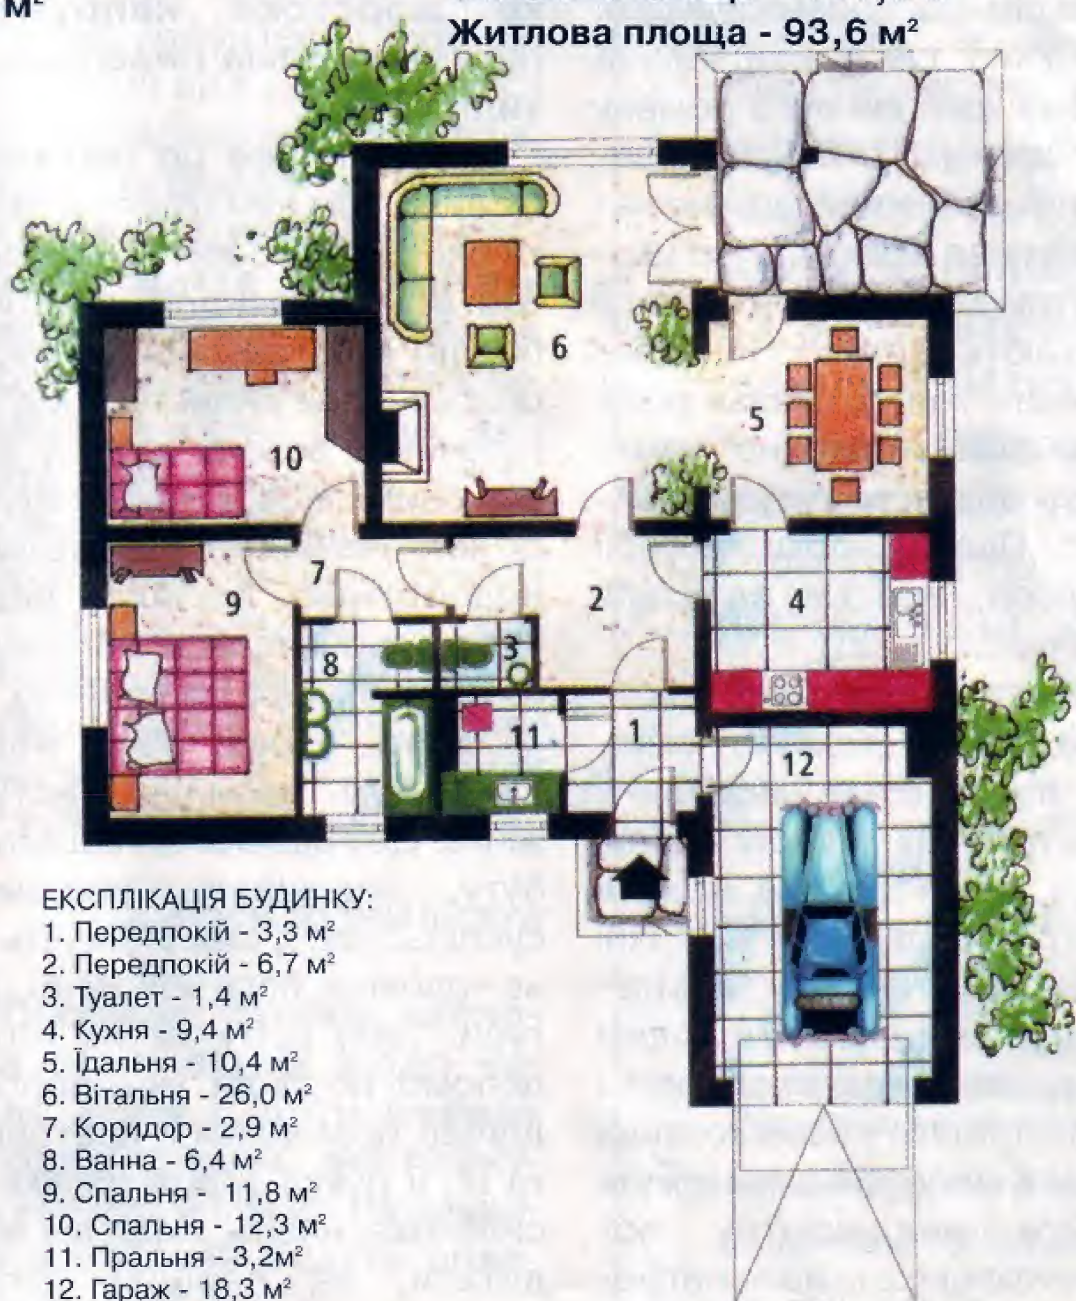 м²
Житлова площа - 93,6 м²
6
5
10
7
9
2
4
8
3
11
1
12
ЕКСПЛІКАЦІЯ БУДИНКУ:
1. Передпокій - 3,3 м²
2. Передпокій - 6,7 м²
3. Туалет - 1,4 м²
4. Кухня - 9,4 м²
5. Їдальня - 10,4 м²
6. Вітальня - 26,0 м²
7. Коридор - 2,9 м²
8. Ванна - 6,4 м²
9. Спальня - 11,8 м²
10. Спальня - 12,3 м²
11. Пральня - 3,2м²
12. Гараж - 18,3 м²